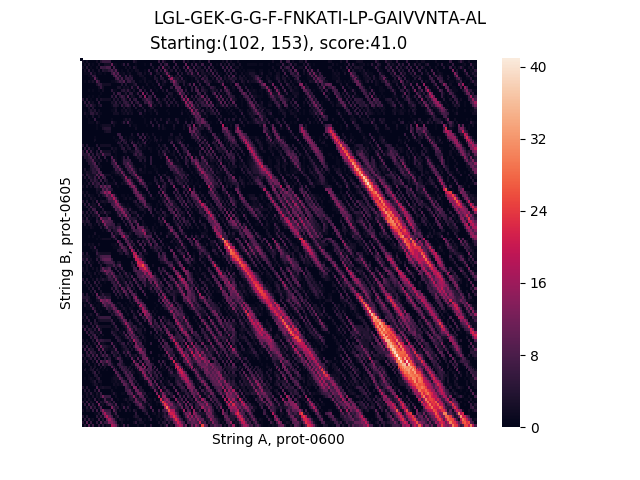 LGL-GEK-G-G-F-FNKATI-LP-GAIVVNTA-AL
Starting:(102, 153), score:41.0
String B, prot-0605
String A, prot-0600
40
32
24
16
8
0